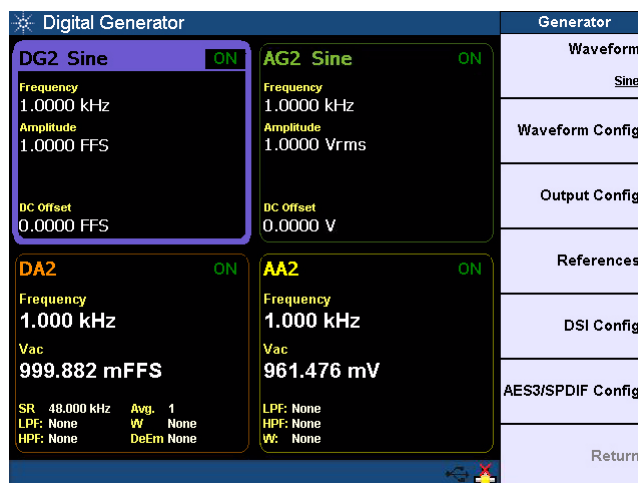 Digital Generator
DG2 Sine ON
Frequency
1.0000 kHz
Amplitude
1.0000 FFS
DC Offset
0.0000 FFS
AG2 Sine ON
Frequency
1.0000 kHz
Amplitude
1.0000 Vrms
DC Offset
0.0000 V
DA2 ON
Frequency
1.000 kHz
Vac
999.882 mFFS
SR 48.000 kHz Avg. 1
LPF: None W None
HPF: None DeEm None
AA2 ON
Frequency
1.000 kHz
Vac
961.476 mV
LPF: None
HPF: None
W: None
Generator
Waveform
Sine
Waveform Config
Output Config
References
DSI Config
AES3/SPDIF Config
Return